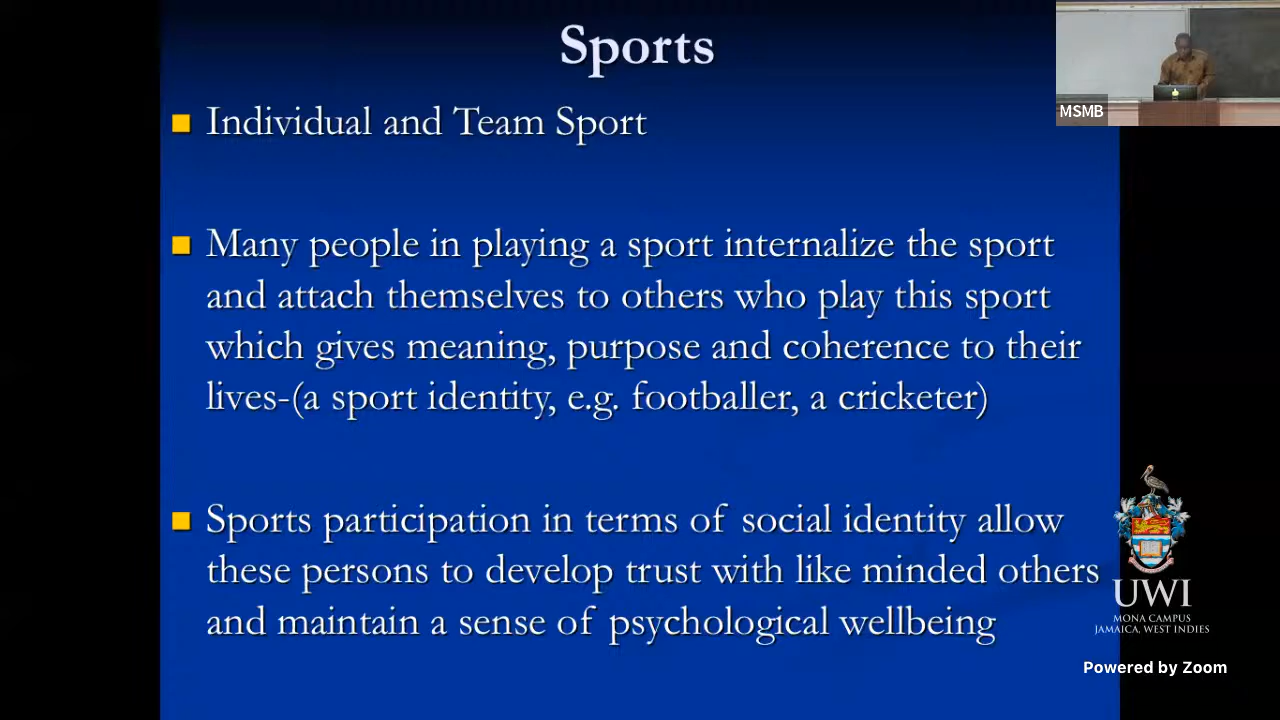 Sports
Individual and Team Sport
Many people in playing a sport internalize the sport
and attach themselves to others who play this sport
which gives meaning, purpose and coherence to their
lives-(a sport identity, e.g. footballer, a cricketer)
Sports participation in terms of social identity allow
these persons to develop trust with like minded others
and maintain a sense of psychological wellbeing
MSMB
UWI
MONA CAMPUS
JAMAICA, WEST INDIES
Powered by Zoom